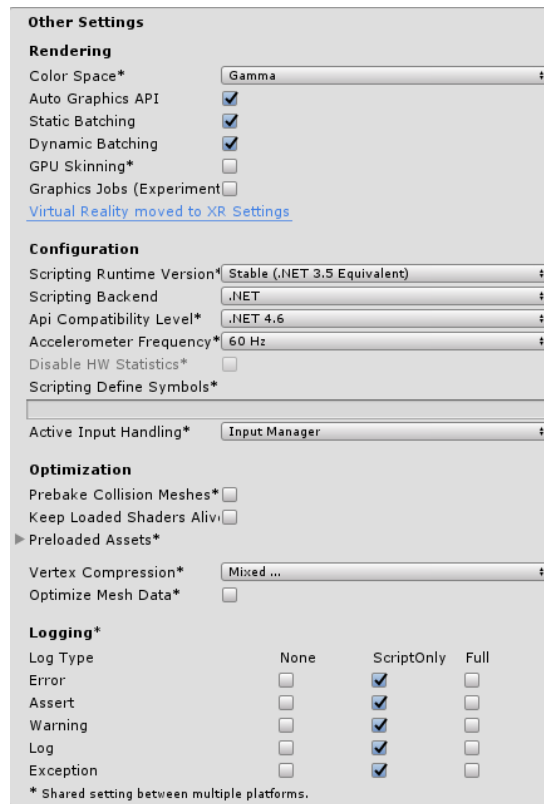 Other Settings
Rendering
Color Space* Gamma
Auto Graphics API
Static Batching
Dynamic Batching
GPU Skinning*
Graphics Jobs (Experiment
Virtual Reality moved to XR Settings
Configuration
Scripting Runtime Version* Stable (.NET 3.5 Equivalent)
Scripting Backend .NET
Api Compatibility Level* .NET 4.6
Accelerometer Frequency* 60 Hz
Disable HW Statistics*
Scripting Define Symbols*
Active Input Handling* Input Manager
Optimization
Prebake Collision Meshes*
Keep Loaded Shaders Aliv
Preloaded Assets*
Vertex Compression* Mixed ...
Optimize Mesh Data*
Logging*
Log Type None ScriptOnly Full
Error
Assert
Warning
Log
Exception
* Shared setting between multiple platforms.